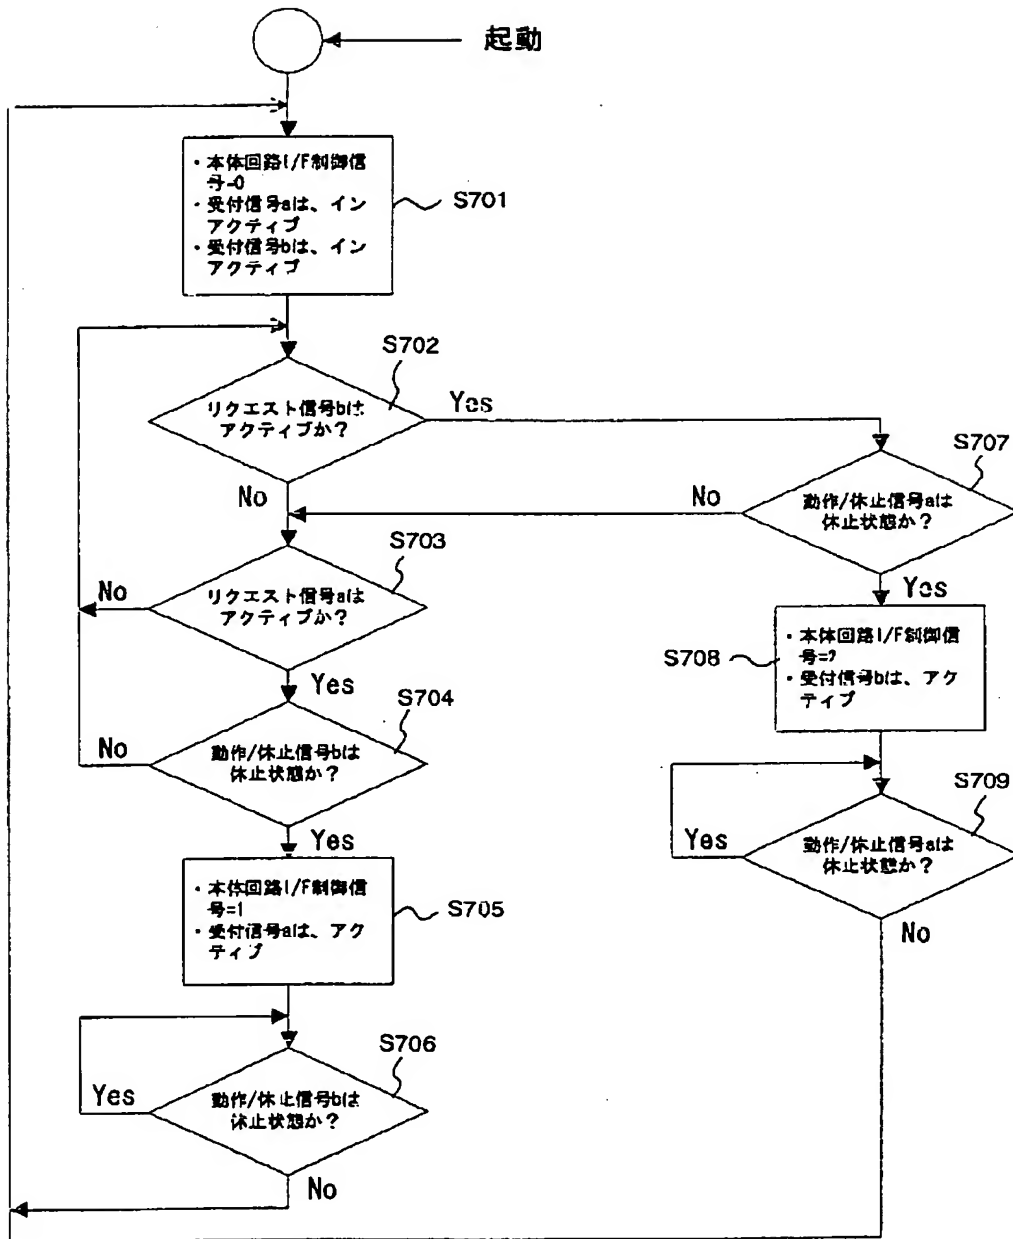 起動
・本体回路I/F制御信
号=0
・受付信号aは、イン
アクティブ
・受付信号bは、イン
アクティブ
S701
S702
リクエスト信号bは
アクティブか?
Yes
No
S707
動作/休止信号aは
休止状態か?
No
Yes
S703
リクエスト信号aは
アクティブか?
No
Yes
S708
・本体回路I/F制御信
号=2
・受付信号bは、アク
ティブ
S704
動作/休止信号bは
休止状態か?
No
Yes
S709
動作/休止信号aは
休止状態か?
Yes
No
・本体回路I/F制御信
号=1
・受付信号aは、アク
ティブ
S705
S706
動作/休止信号bは
休止状態か?
Yes
No